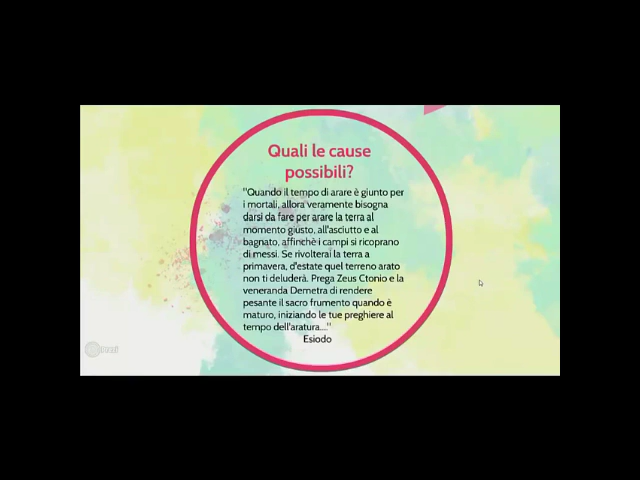 Quali le cause
possibili?
"Quando il tempo di arare è giunto per
i mortali, allora veramente bisogna
darsi da fare per arare la terra al
momento giusto, all'asciutto e al
bagnato, affinchè i campi si ricoprano
di messi. Se rivolterai la terra a
primavera, d'estate quel terreno arato
non ti deluderà. Prega Zeus Ctonio e la
veneranda Demetra di rendere
pesante il sacro frumento quando è
maturo, iniziando le tue preghiere al
tempo dell'aratura...."
Esiodo